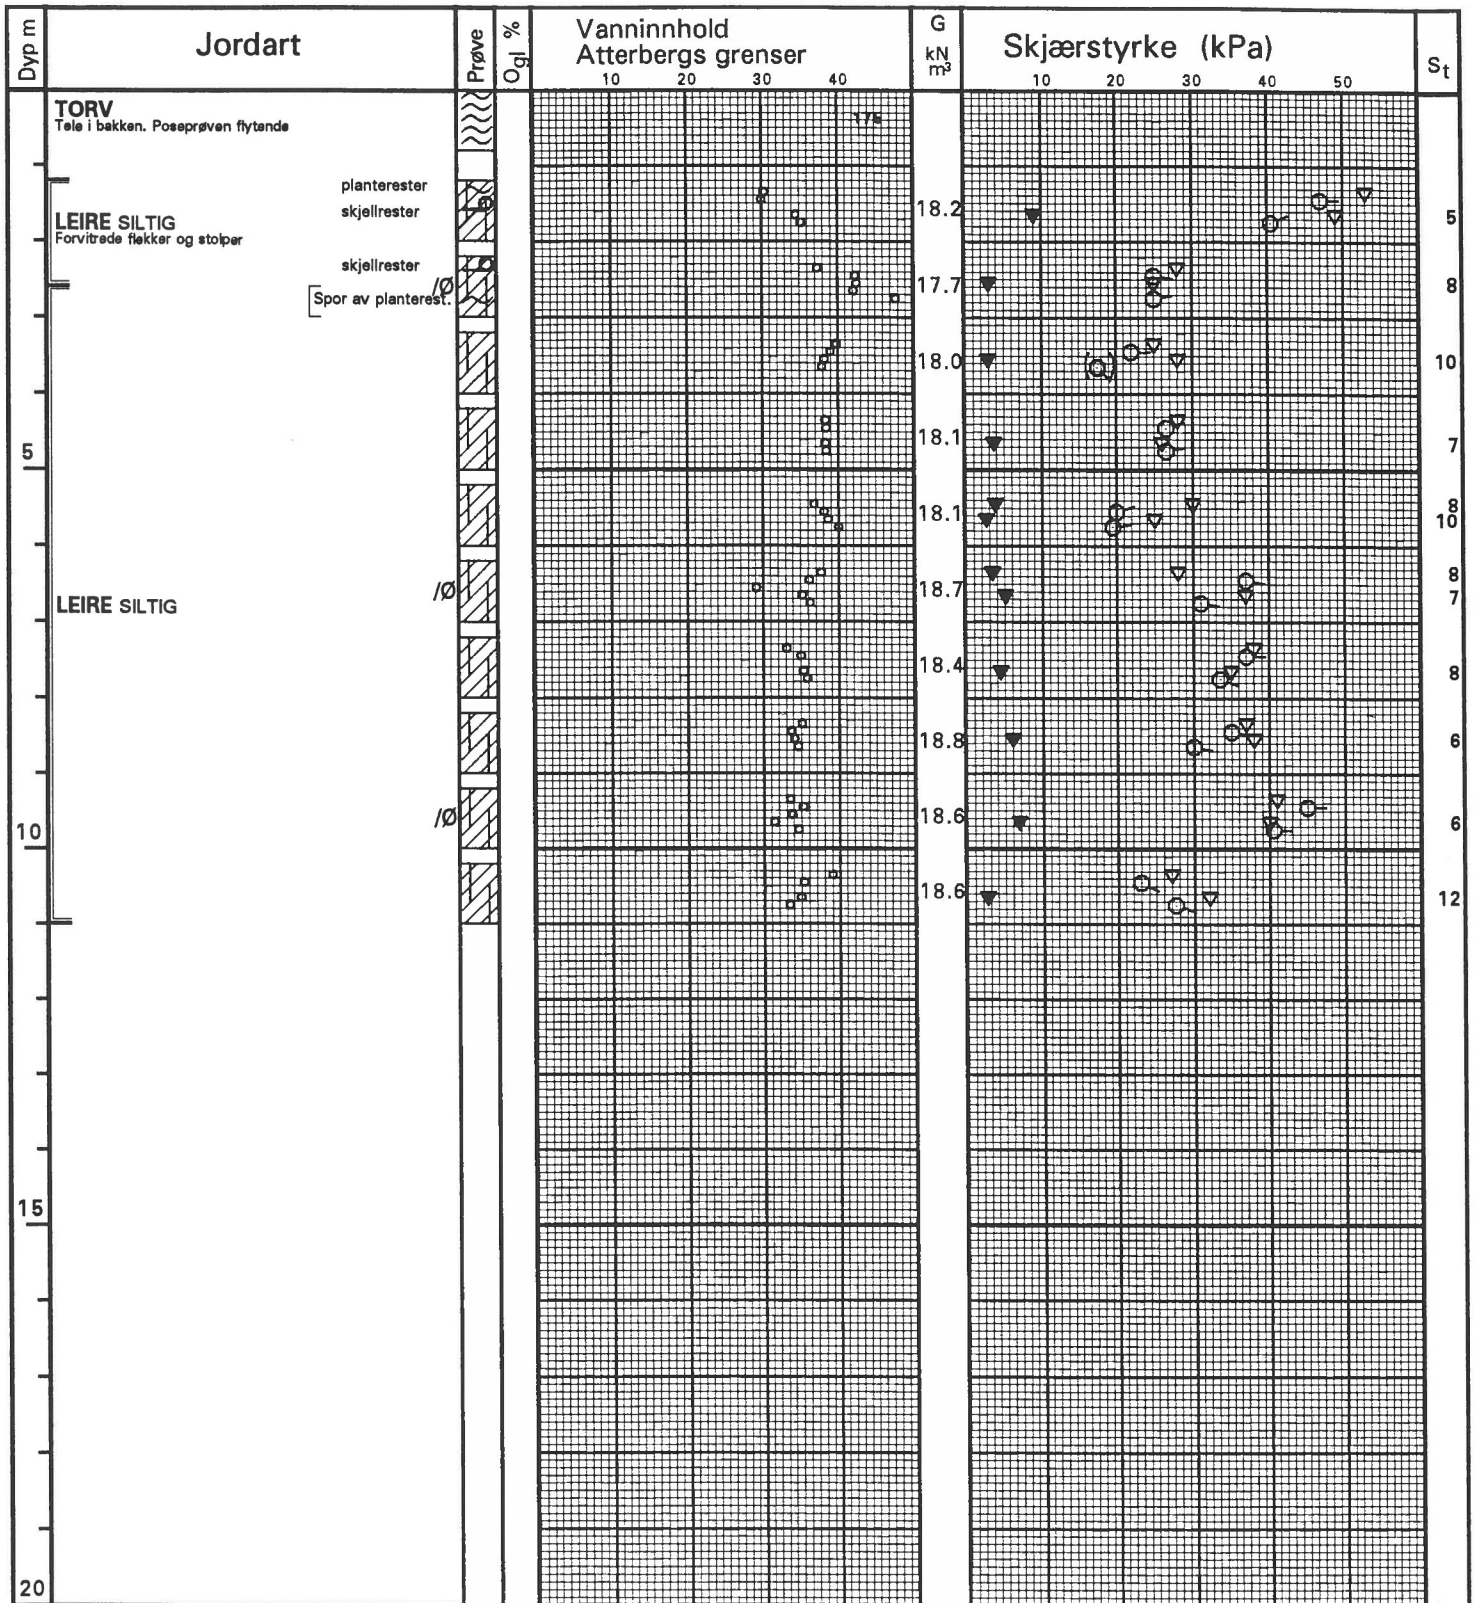 Dyp m
Jordart
Prøve
Ogl %
Vanninnhold
Atterbergs grenser
10 20 30 40
G
kN
m³
Skjærstyrke (kPa)
10 20 30 40 50
St
TORV
Tele i bakken. Poseprøven flytende
planterester
skjellrester
LEIRE SILTIG
Forvitrede flekker og stolper
18.2
5
skjellrester
/Ø
Spor av planterest.
17.7
8
18.0
10
18.1
7
5
18.1
8
10
LEIRE SILTIG
/Ø
18.7
8
7
18.4
8
18.8
6
/Ø
18.6
6
10
18.6
12
15
20